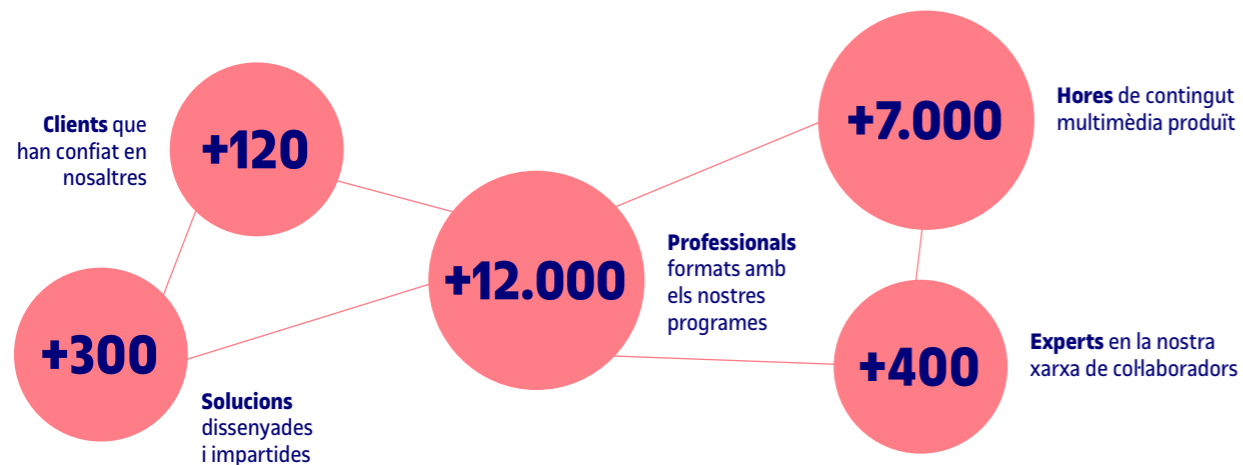 Clients que
han confiat en
nosaltres
+120
+300
Solucions
dissenyades
i impartides
+12.000
Professionals
formats amb
els nostres
programes
+7.000
Hores de contingut
multimèdia produït
+400
Experts en la nostra
xarxa de col·laboradors